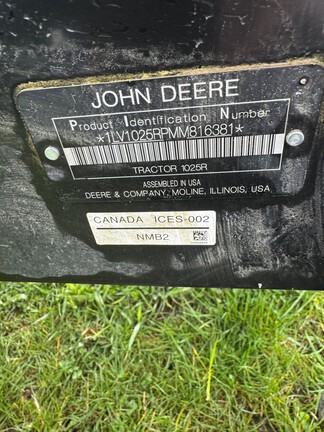 JOHN DEERE
Product Identification Number
*1LV1025RPMM816381*
TRACTOR 1025R
ASSEMBLED IN USA
DEERE & COMPANY: MOLINE, ILLINOIS, USA
CANADA ICES-002
NMB2